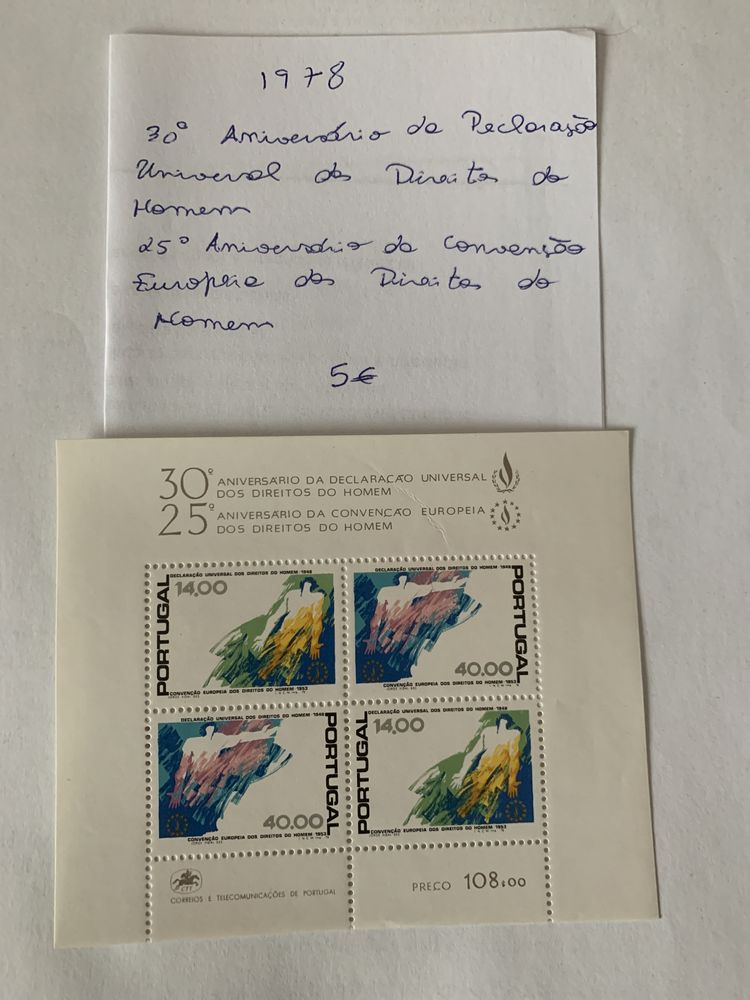 1978
30º Aniversário da Declaração
Universal dos Direitos do
Homem
25º Aniversário da Convenção
Europeia dos Direitos do
Homem
5€
30º ANIVERSÁRIO DA DECLARAÇÃO UNIVERSAL
DOS DIREITOS DO HOMEM
25º ANIVERSÁRIO DA CONVENÇÃO EUROPEIA
DOS DIREITOS DO HOMEM
DECLARAÇÃO UNIVERSAL DOS DIREITOS DO HOMEM 1948
14.00
PORTUGAL
CONVENÇÃO EUROPEIA DOS DIREITOS DO HOMEM 1953
DECLARAÇÃO UNIVERSAL DOS DIREITOS DO HOMEM 1948
PORTUGAL
40.00
CONVENÇÃO EUROPEIA DOS DIREITOS DO HOMEM 1953
DECLARAÇÃO UNIVERSAL DOS DIREITOS DO HOMEM 1948
PORTUGAL
40.00
CONVENÇÃO EUROPEIA DOS DIREITOS DO HOMEM 1953
DECLARAÇÃO UNIVERSAL DOS DIREITOS DO HOMEM 1948
14.00
PORTUGAL
CONVENÇÃO EUROPEIA DOS DIREITOS DO HOMEM 1953
CTT
CORREIOS E TELECOMUNICAÇÕES DE PORTUGAL
PREÇO 108$00